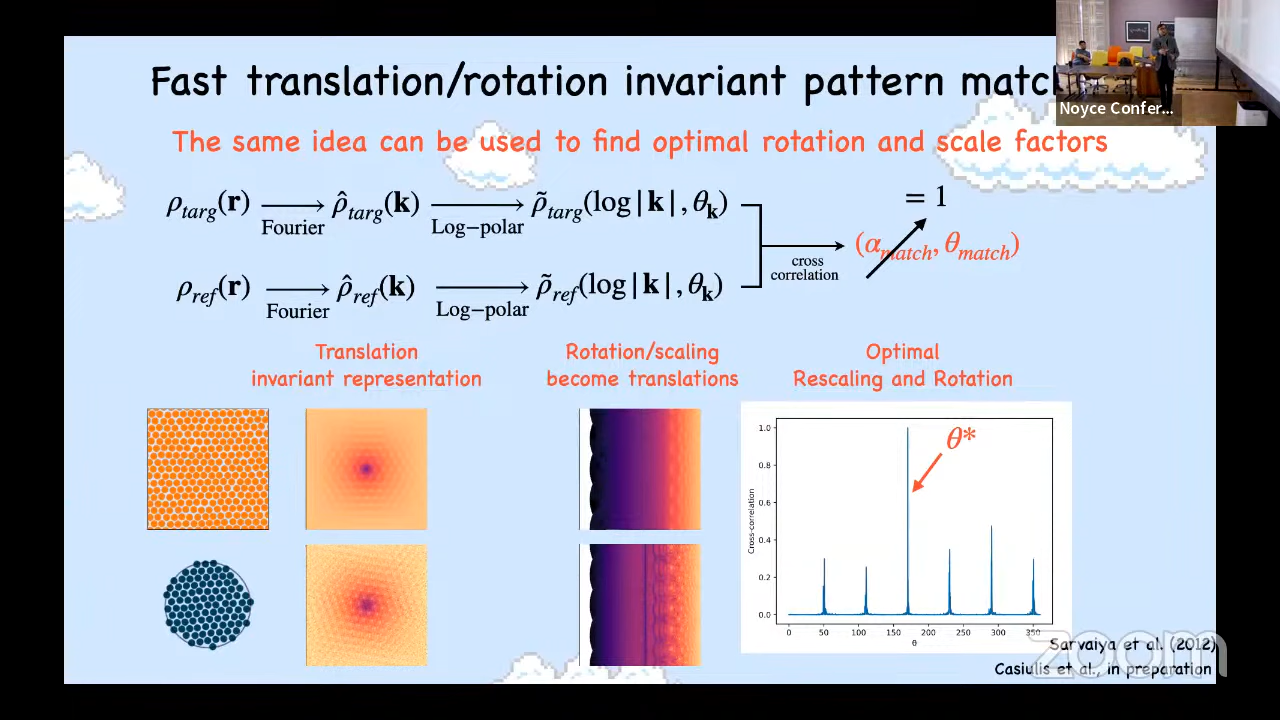 Fast translation/rotation invariant pattern match
Noyce Confer...
The same idea can be used to find optimal rotation and scale factors
ρ_targ(r) ⟶ ρ̂_targ(k) ⟶ ρ̃_targ(log|k|, θ_k)
Fourier
Log-polar
= 1
(α_match, θ_match)
cross
correlation
ρ_ref(r) ⟶ ρ̂_ref(k) ⟶ ρ̃_ref(log|k|, θ_k)
Fourier
Log-polar
Translation
invariant representation
Rotation/scaling
become translations
Optimal
Rescaling and Rotation
θ*
Cross-correlation
1.0
0.8
0.6
0.4
0.2
0.0
0 50 100 150 200 250 300 350
θ
zoom
Sarvaiya et al. (2012)
Casiulis et al., in preparation